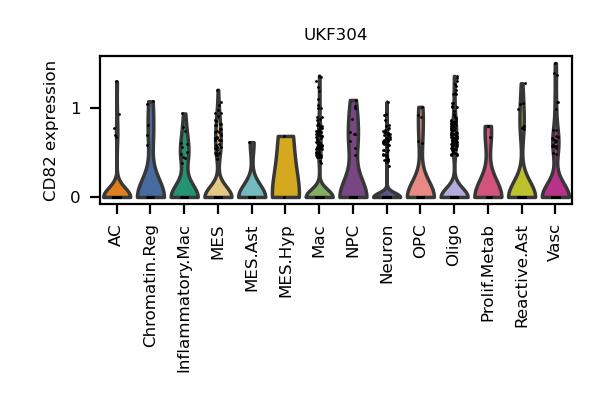 UKF304
CD82 expression
1
0
AC
Chromatin.Reg
Inflammatory.Mac
MES
MES.Ast
MES.Hyp
Mac
NPC
Neuron
OPC
Oligo
Prolif.Metab
Reactive.Ast
Vasc